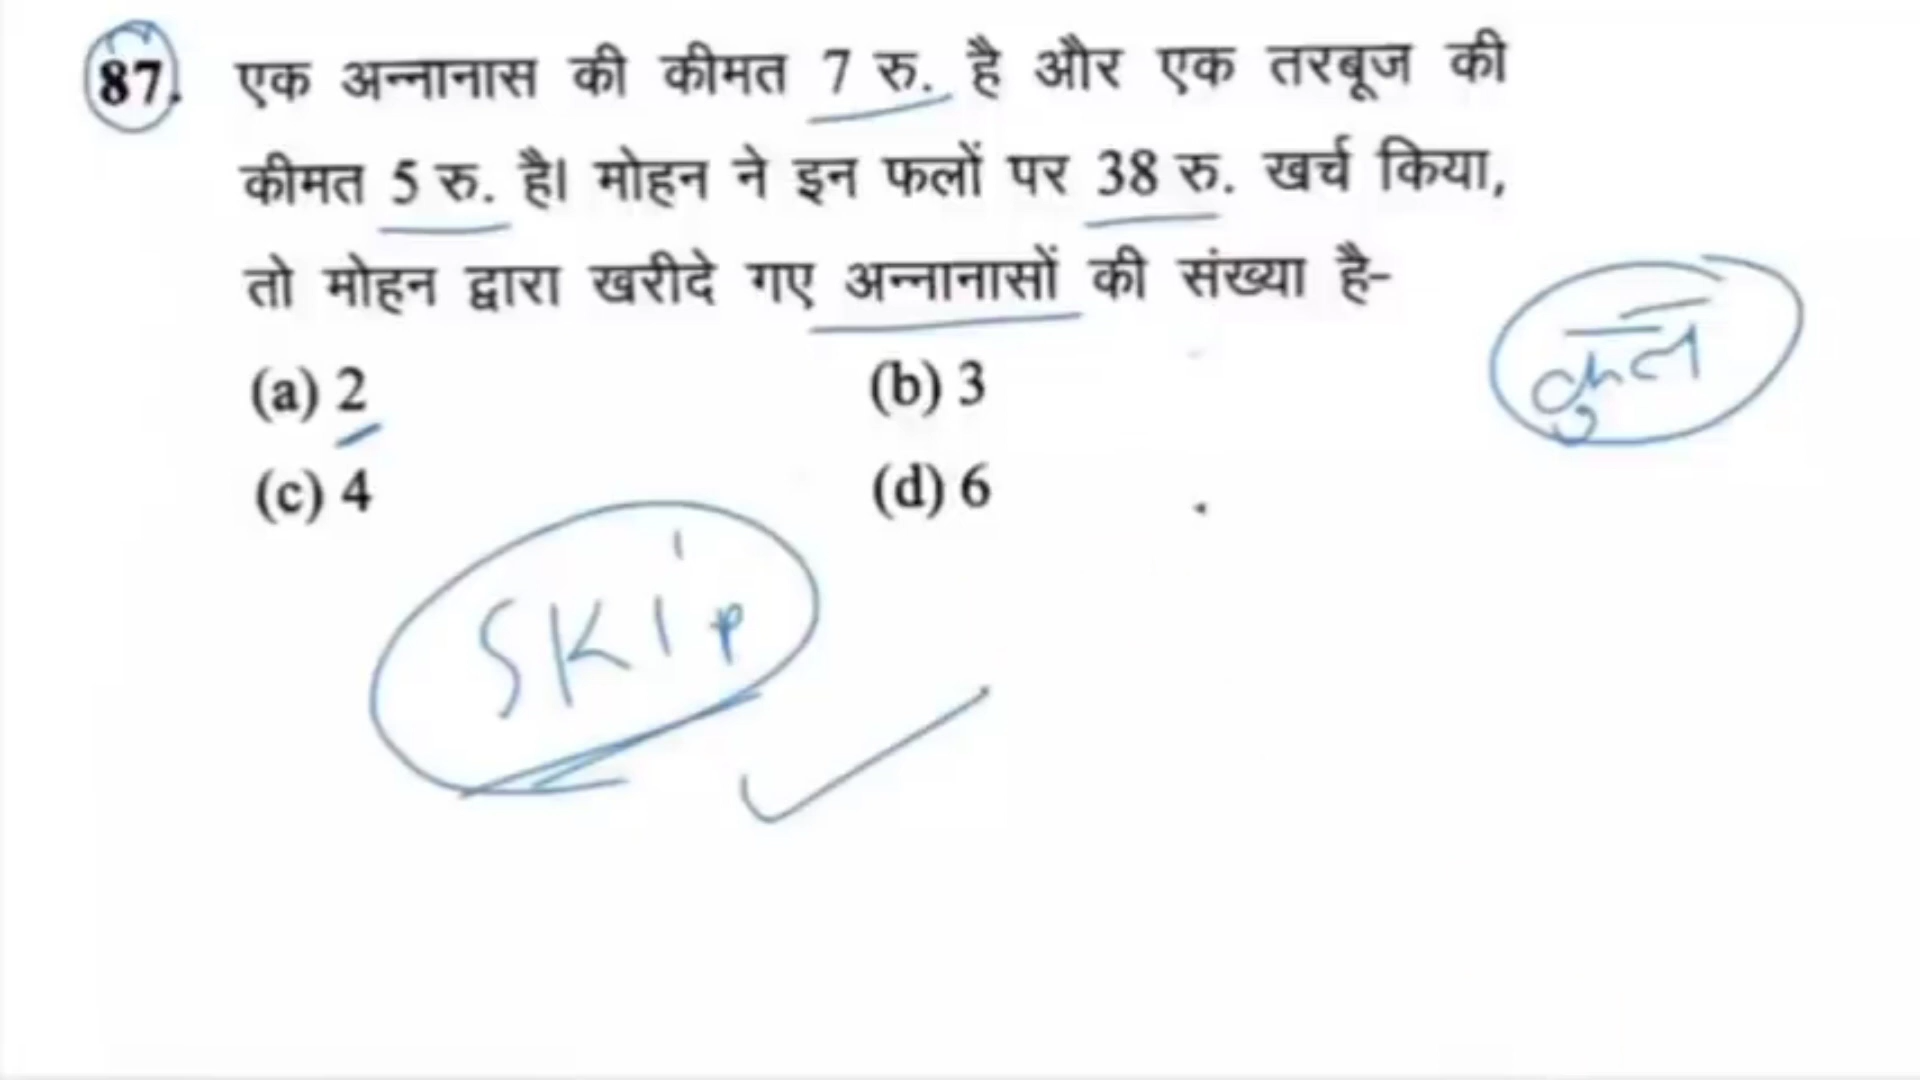 87. एक अन्नानास की कीमत 7 रु. है और एक तरबूज की
कीमत 5 रु. है। मोहन ने इन फलों पर 38 रु. खर्च किया,
तो मोहन द्वारा खरीदे गए अन्नानासों की संख्या है-
कुल
(a) 2 (b) 3
(c) 4 (d) 6
SKip